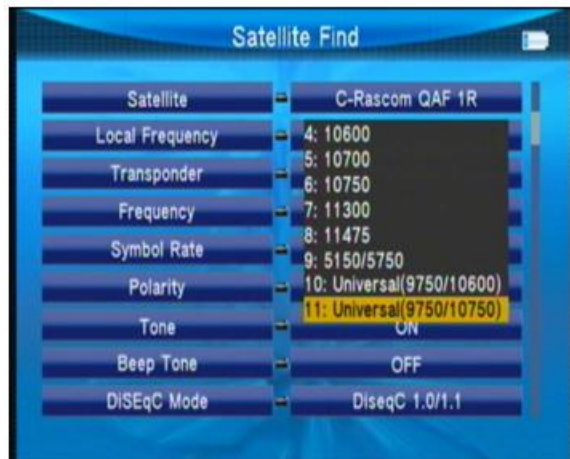 Satellite Find
Satellite C-Rascom QAF 1R
Local Frequency
4: 10600
5: 10700
Transponder
6: 10750
Frequency
7: 11300
8: 11475
Symbol Rate
9: 5150/5750
Polarity
10: Universal(9750/10600)
11: Universal(9750/10750)
Tone ON
Beep Tone OFF
DiSEqC Mode DiseqC 1.0/1.1